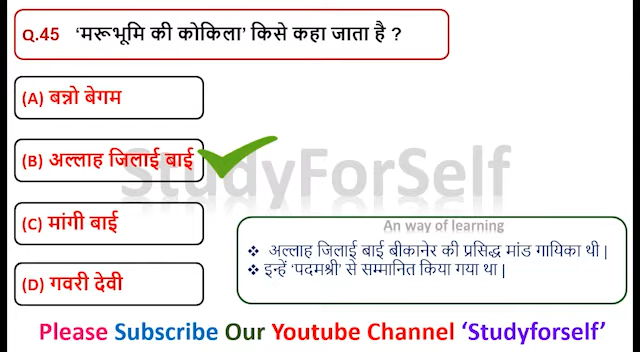 Q.45 ‘मरूभूमि की कोकिला’ किसे कहा जाता है ?
(A) बन्नो बेगम
(B) अल्लाह जिलाई बाई
StudyForSelf
(C) मांगी बाई
An way of learning
❖ अल्लाह जिलाई बाई बीकानेर की प्रसिद्ध मांड गायिका थी |
❖ इन्हें ‘पदमश्री’ से सम्मानित किया गया था |
(D) गवरी देवी
Please Subscribe Our Youtube Channel ‘Studyforself’